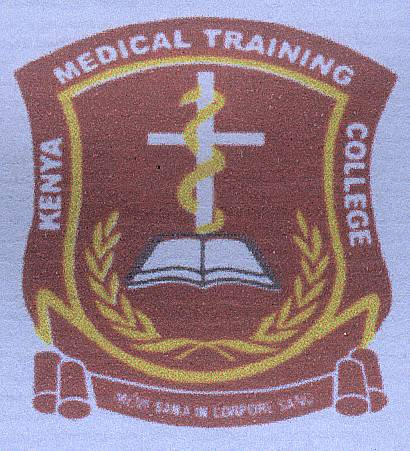 KENYA MEDICAL TRAINING COLLEGE
SANA IN CORPORE SANO